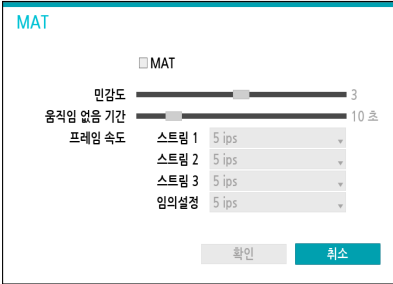 MAT
MAT
민감도 3
움직임 없음 기간 10 초
프레임 속도 스트림 1 5 ips
스트림 2 5 ips
스트림 3 5 ips
임의설정 5 ips
확인 취소